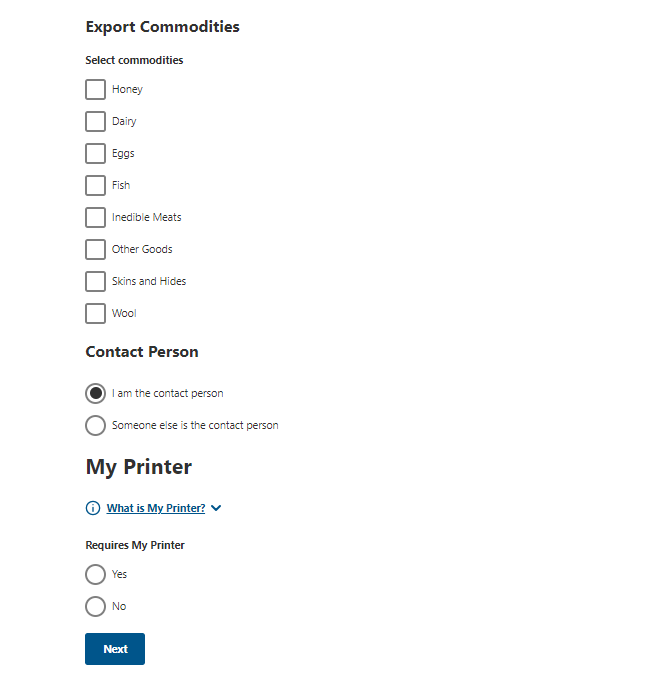 Export Commodities
Select commodities
Honey
Dairy
Eggs
Fish
Inedible Meats
Other Goods
Skins and Hides
Wool
Contact Person
I am the contact person
Someone else is the contact person
My Printer
What is My Printer?
Requires My Printer
Yes
No
Next